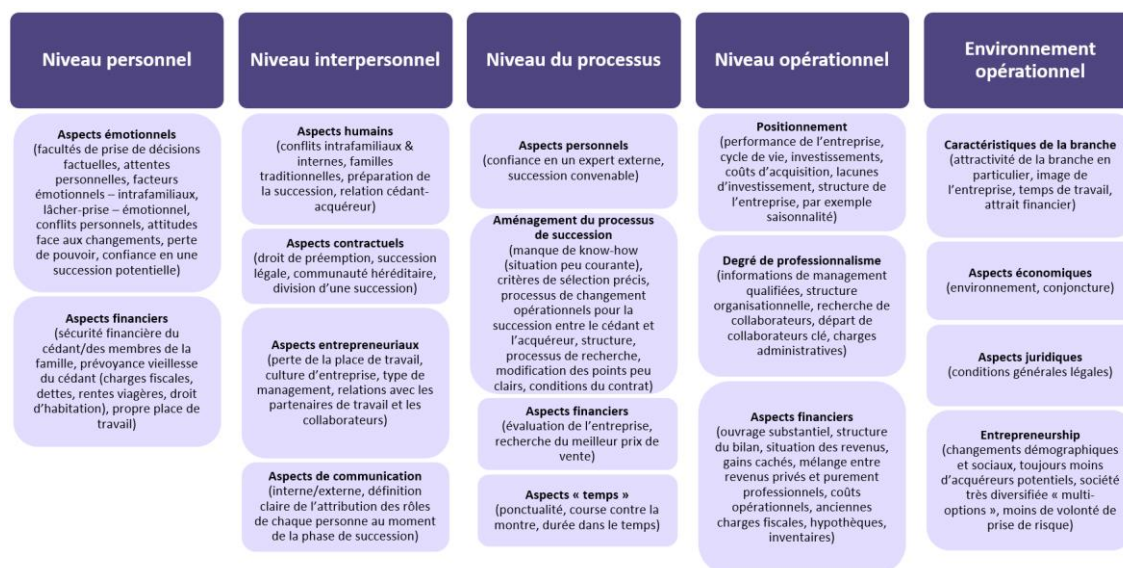 Niveau personnel
Aspects émotionnels
(facultés de prise de décisions
factuelles, attentes
personnelles, facteurs
émotionnels – intrafamiliaux,
lâcher-prise – émotionnel,
conflits personnels, attitudes
face aux changements, perte
de pouvoir, confiance en une
succession potentielle)
Aspects financiers
(sécurité financière du
cédant/des membres de la
famille, prévoyance vieillesse
du cédant (charges fiscales,
dettes, rentes viagères, droit
d'habitation), propre place de
travail)
Niveau interpersonnel
Aspects humains
(conflits intrafamiliaux &
internes, familles
traditionnelles, préparation de
la succession, relation cédant-
acquéreur)
Aspects contractuels
(droit de préemption, succession
légale, communauté héréditaire,
division d'une succession)
Aspects entrepreneuriaux
(perte de la place de travail,
culture d'entreprise, type de
management, relations avec les
partenaires de travail et les
collaborateurs)
Aspects de communication
(interne/externe, définition
claire de l'attribution des rôles
de chaque personne au moment
de la phase de succession)
Niveau du processus
Aspects personnels
(confiance en un expert externe,
succession convenable)
Aménagement du processus
de succession
(manque de know-how
(situation peu courante),
critères de sélection précis,
processus de changement
opérationnels pour la
succession entre le cédant et
l'acquéreur, structure,
processus de recherche,
modification des points peu
clairs, conditions du contrat)
Aspects financiers
(évaluation de l'entreprise,
recherche du meilleur prix de
vente)
Aspects « temps »
(ponctualité, course contre la
montre, durée dans le temps)
Niveau opérationnel
Positionnement
(performance de l'entreprise,
cycle de vie, investissements,
coûts d'acquisition, lacunes
d'investissement, structure de
l'entreprise, par exemple
saisonnalité)
Degré de professionnalisme
(informations de management
qualifiées, structure
organisationnelle, recherche de
collaborateurs, départ de
collaborateurs clé, charges
administratives)
Aspects financiers
(ouvrage substantiel, structure
du bilan, situation des revenus,
gains cachés, mélange entre
revenus privés et purement
professionnels, coûts
opérationnels, anciennes
charges fiscales, hypothèques,
inventaires)
Environnement
opérationnel
Caractéristiques de la branche
(attractivité de la branche en
particulier, image de
l'entreprise, temps de travail,
attrait financier)
Aspects économiques
(environnement, conjoncture)
Aspects juridiques
(conditions générales légales)
Entrepreneurship
(changements démographiques
et sociaux, toujours moins
d'acquéreurs potentiels, société
très diversifiée « multi-
options », moins de volonté de
prise de risque)